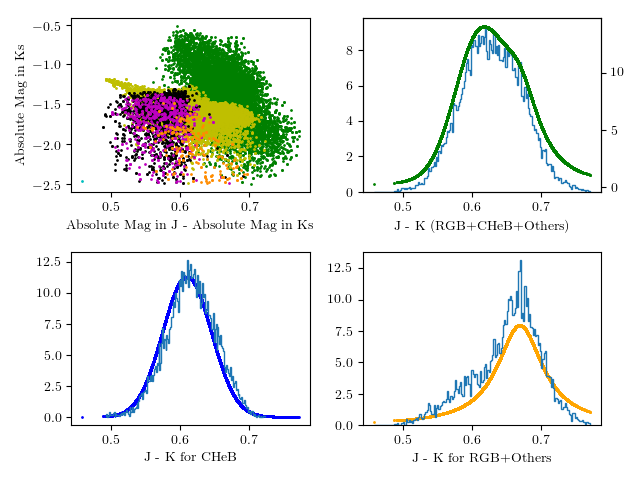 −0.5
−1.0
−1.5
−2.0
−2.5
Absolute Mag in Ks
0.5 0.6 0.7
Absolute Mag in J - Absolute Mag in Ks
8
6
4
2
0
10
5
0
0.5 0.6 0.7
J - K (RGB+CHeB+Others)
12.5
10.0
7.5
5.0
2.5
0.0
0.5 0.6 0.7
J - K for CHeB
12.5
10.0
7.5
5.0
2.5
0.0
0.5 0.6 0.7
J - K for RGB+Others